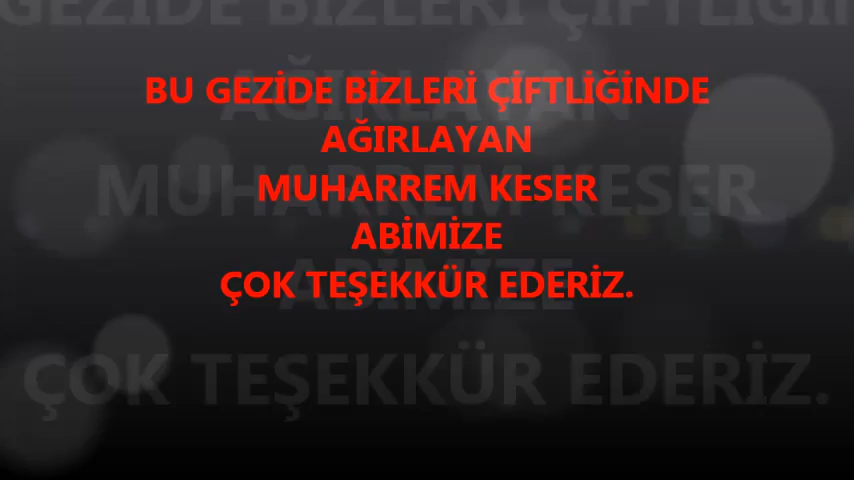 BU GEZİDE BİZLERİ ÇİFTLİĞİNDE
AĞIRLAYAN
MUHARREM KESER
ABİMİZE
ÇOK TEŞEKKÜR EDERİZ.